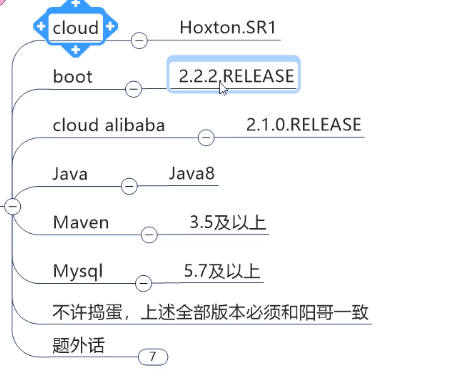 cloud Hoxton.SR1
boot 2.2.2.RELEASE
cloud alibaba 2.1.0.RELEASE
Java Java8
Maven 3.5及以上
Mysql 5.7及以上
不许捣蛋，上述全部版本必须和阳哥一致
题外话 7